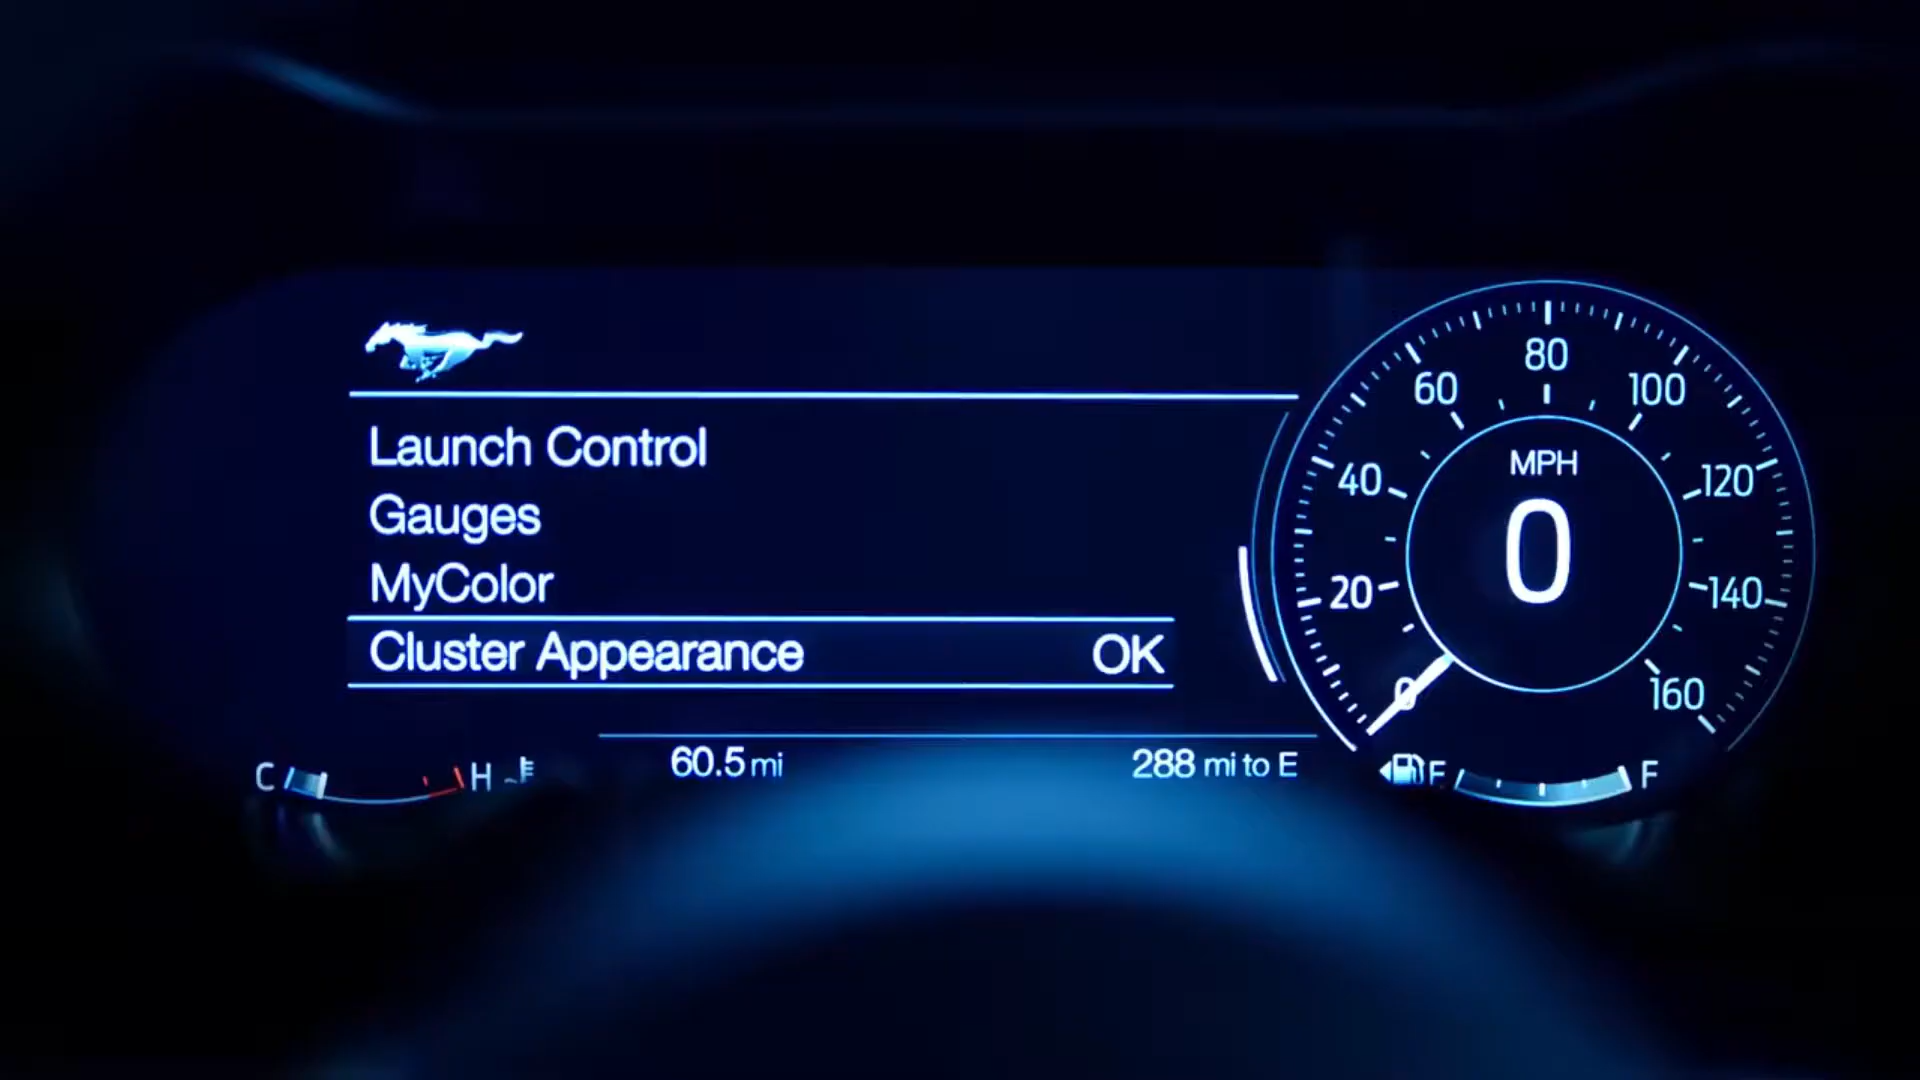 Launch Control
Gauges
MyColor
Cluster Appearance OK
60.5 mi 288 mi to E
C H
E F
MPH
0
0 20 40 60 80 100 120 140 160